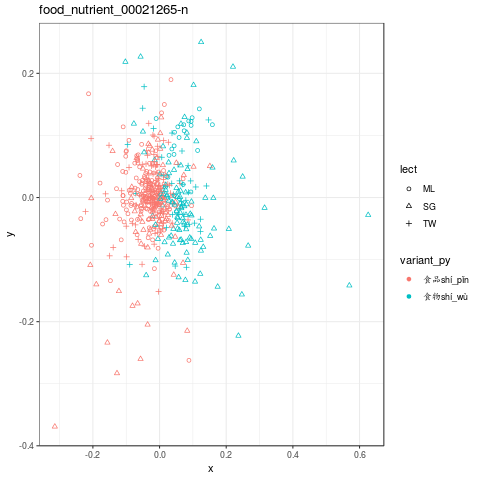 food_nutrient_00021265-n
0.2
0.0
-0.2
-0.4
y
-0.2
0.0
0.2
0.4
0.6
x
lect
ML
SG
TW
variant_py
食品shí_pǐn
食物shí_wù